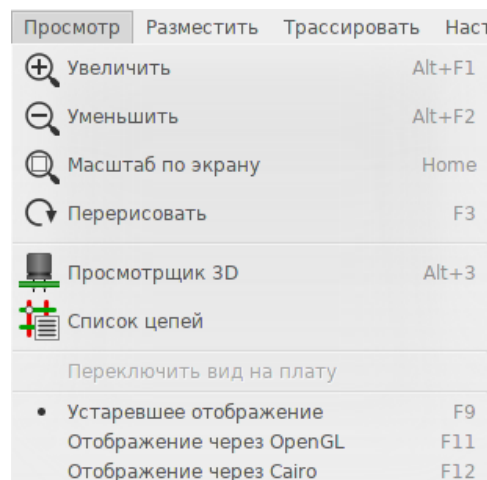 Просмотр Разместить Трассировать Наст
Увеличить Alt+F1
Уменьшить Alt+F2
Масштаб по экрану Home
Перерисовать F3
Просмотрщик 3D Alt+3
Список цепей
Переключить вид на плату
• Устаревшее отображение F9
Отображение через OpenGL F11
Отображение через Cairo F12